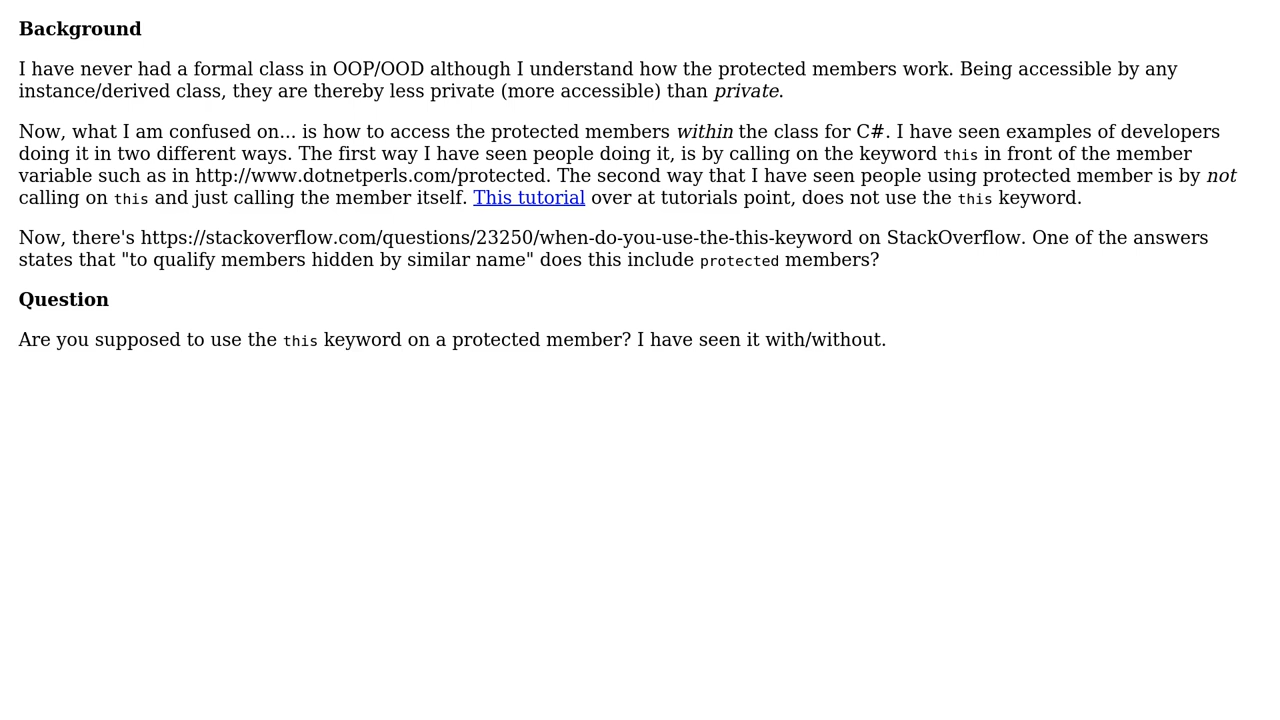 Background
I have never had a formal class in OOP/OOD although I understand how the protected members work. Being accessible by any
instance/derived class, they are thereby less private (more accessible) than private.
Now, what I am confused on... is how to access the protected members within the class for C#. I have seen examples of developers
doing it in two different ways. The first way I have seen people doing it, is by calling on the keyword this in front of the member
variable such as in http://www.dotnetperls.com/protected. The second way that I have seen people using protected member is by not
calling on this and just calling the member itself. This tutorial over at tutorials point, does not use the this keyword.
Now, there's https://stackoverflow.com/questions/23250/when-do-you-use-the-this-keyword on StackOverflow. One of the answers
states that "to qualify members hidden by similar name" does this include protected members?
Question
Are you supposed to use the this keyword on a protected member? I have seen it with/without.